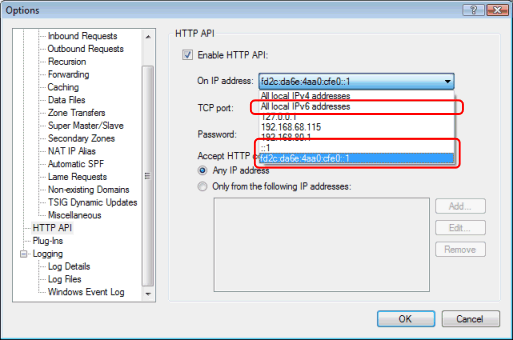 Options
Inbound Requests
Outbound Requests
Recursion
Forwarding
Caching
Data Files
Zone Transfers
Super Master/Slave
Secondary Zones
NAT IP Alias
Automatic SPF
Lame Requests
Non-existing Domains
TSIG Dynamic Updates
Miscellaneous
HTTP API
Plug-Ins
Logging
Log Details
Log Files
Windows Event Log
HTTP API
Enable HTTP API:
On IP address:
fd2c:da6e:4aa0:cfe0::1
All local IPv4 addresses
All local IPv6 addresses
127.0.0.1
192.168.68.115
192.168.80.1
::1
fd2c:da6e:4aa0:cfe0::1
TCP port:
Password:
Accept HTTP
Any IP address
Only from the following IP addresses:
Add...
Edit...
Remove
OK
Cancel